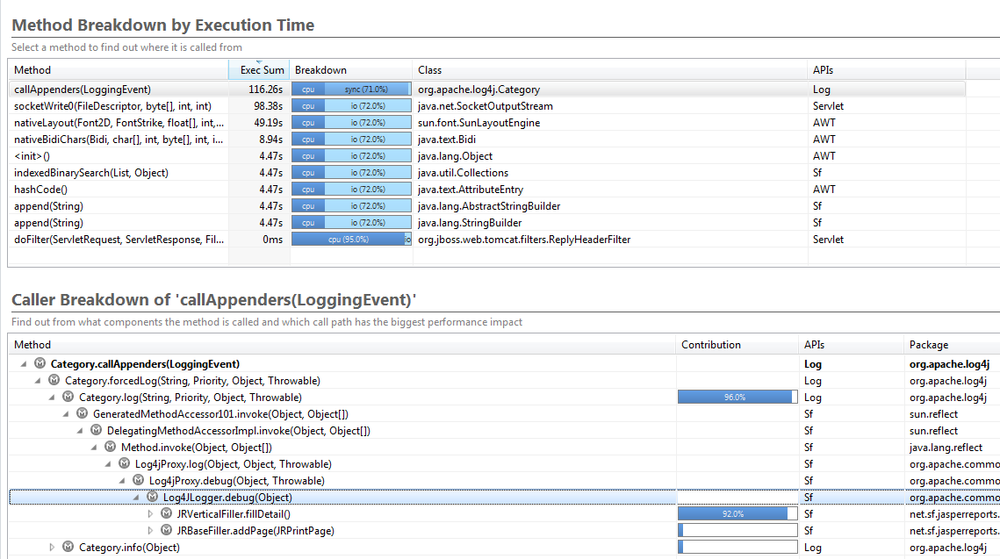 Method Breakdown by Execution Time
Select a method to find out where it is called from
Method Exec Sum Breakdown Class APIs
callAppenders(LoggingEvent) 116.26s cpu sync (71.0%) org.apache.log4j.Category Log
socketWrite0(FileDescriptor, byte[], int, int) 98.38s cpu io (72.0%) java.net.SocketOutputStream Servlet
nativeLayout(Font2D, FontStrike, float[], int,... 49.19s cpu io (72.0%) sun.font.SunLayoutEngine AWT
nativeBidiChars(Bidi, char[], int, byte[], int, i... 8.94s cpu io (72.0%) java.text.Bidi AWT
<init>() 4.47s cpu io (72.0%) java.lang.Object AWT
indexedBinarySearch(List, Object) 4.47s cpu io (72.0%) java.util.Collections Sf
hashCode() 4.47s cpu io (72.0%) java.text.AttributeEntry AWT
append(String) 4.47s cpu io (72.0%) java.lang.AbstractStringBuilder Sf
append(String) 4.47s cpu io (72.0%) java.lang.StringBuilder Sf
doFilter(ServletRequest, ServletResponse, Fil... 0ms cpu (95.0%) io org.jboss.web.tomcat.filters.ReplyHeaderFilter Servlet
Caller Breakdown of 'callAppenders(LoggingEvent)'
Find out from what components the method is called and which call path has the biggest performance impact
Method Contribution APIs Package
Category.callAppenders(LoggingEvent) Log org.apache.log4j
Category.forcedLog(String, Priority, Object, Throwable) Log org.apache.log4j
Category.log(String, Priority, Object, Throwable) 96.0% Log org.apache.log4j
GeneratedMethodAccessor101.invoke(Object, Object[]) Sf sun.reflect
DelegatingMethodAccessorImpl.invoke(Object, Object[]) Sf sun.reflect
Method.invoke(Object, Object[]) Sf java.lang.reflect
Log4jProxy.log(Object, Object, Throwable) Sf org.apache.commo
Log4jProxy.debug(Object, Throwable) Sf org.apache.commo
Log4JLogger.debug(Object) Sf org.apache.commo
JRVerticalFiller.fillDetail() 92.0% Sf net.sf.jasperreports.
JRBaseFiller.addPage(JRPrintPage) Sf net.sf.jasperreports.
Category.info(Object) Log org.apache.log4j